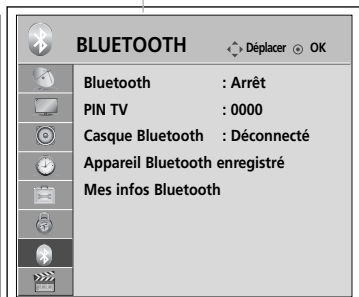 BLUETOOTH Déplacer OK
Bluetooth : Arrêt
PIN TV : 0000
Casque Bluetooth : Déconnecté
Appareil Bluetooth enregistré
Mes infos Bluetooth